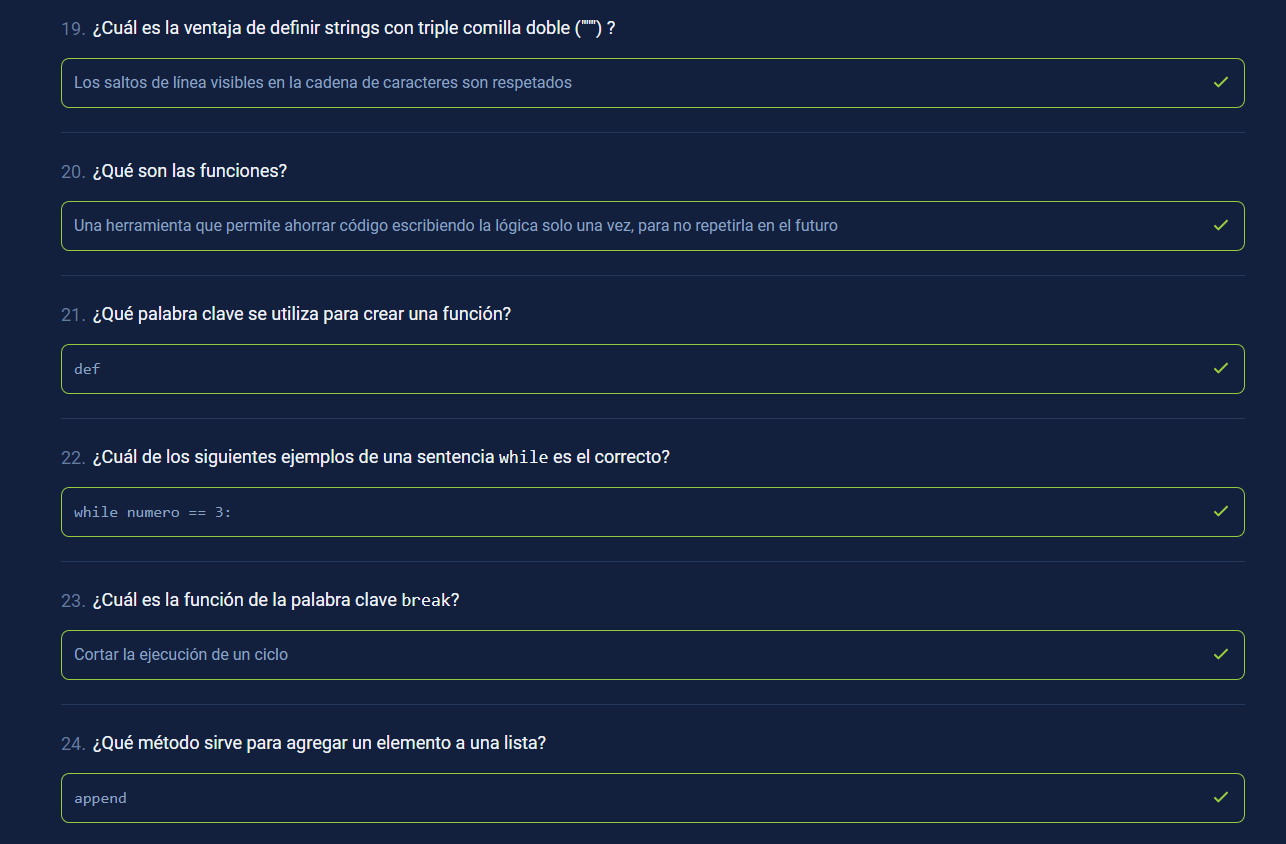 19. ¿Cuál es la ventaja de definir strings con triple comilla doble (""") ?
Los saltos de línea visibles en la cadena de caracteres son respetados
20. ¿Qué son las funciones?
Una herramienta que permite ahorrar código escribiendo la lógica solo una vez, para no repetirla en el futuro
21. ¿Qué palabra clave se utiliza para crear una función?
def
22. ¿Cuál de los siguientes ejemplos de una sentencia while es el correcto?
while numero == 3:
23. ¿Cuál es la función de la palabra clave break?
Cortar la ejecución de un ciclo
24. ¿Qué método sirve para agregar un elemento a una lista?
append